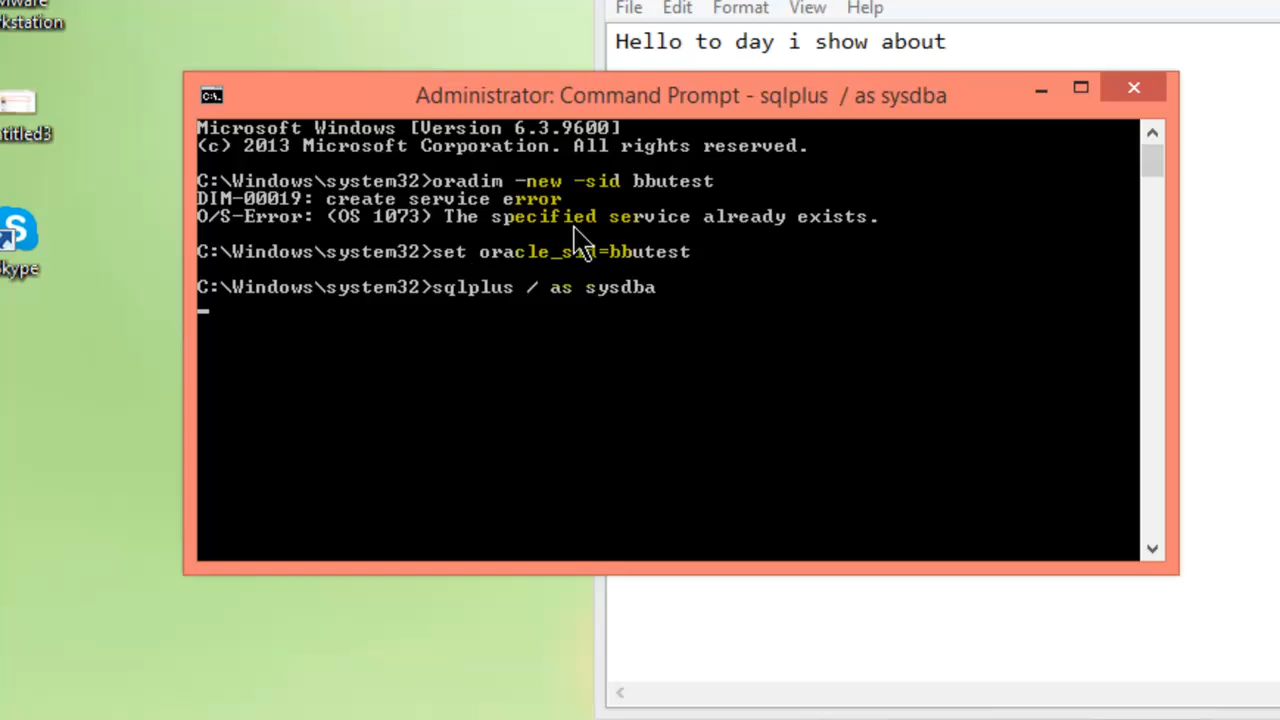 kstation
titled3
Skype
File Edit Format View Help
Hello to day i show about
Administrator: Command Prompt - sqlplus / as sysdba
Microsoft Windows [Version 6.3.9600]
(c) 2013 Microsoft Corporation. All rights reserved.
C:\Windows\system32>oradim -new -sid bbutest
DIM-00019: create service error
O/S-Error: (OS 1073) The specified service already exists.
C:\Windows\system32>set oracle_sid=bbutest
C:\Windows\system32>sqlplus / as sysdba